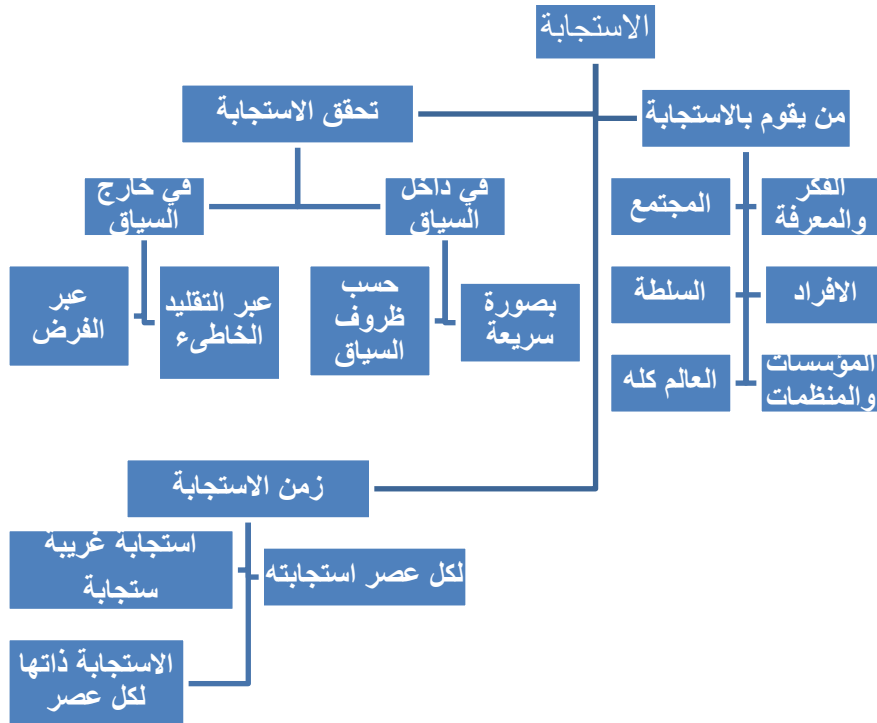 الاستجابة
من يقوم بالاستجابة
تحقق الاستجابة
الفكر
والمعرفة
المجتمع
الافراد
السلطة
المؤسسات
والمنظمات
العالم كله
في داخل
السياق
في خارج
السياق
بصورة
سريعة
حسب
ظروف
السياق
عبر التقليد
الخاطىء
عبر
الفرض
زمن الاستجابة
لكل عصر استجابته
استجابة غريبة
ستجابة
الاستجابة ذاتها
لكل عصر